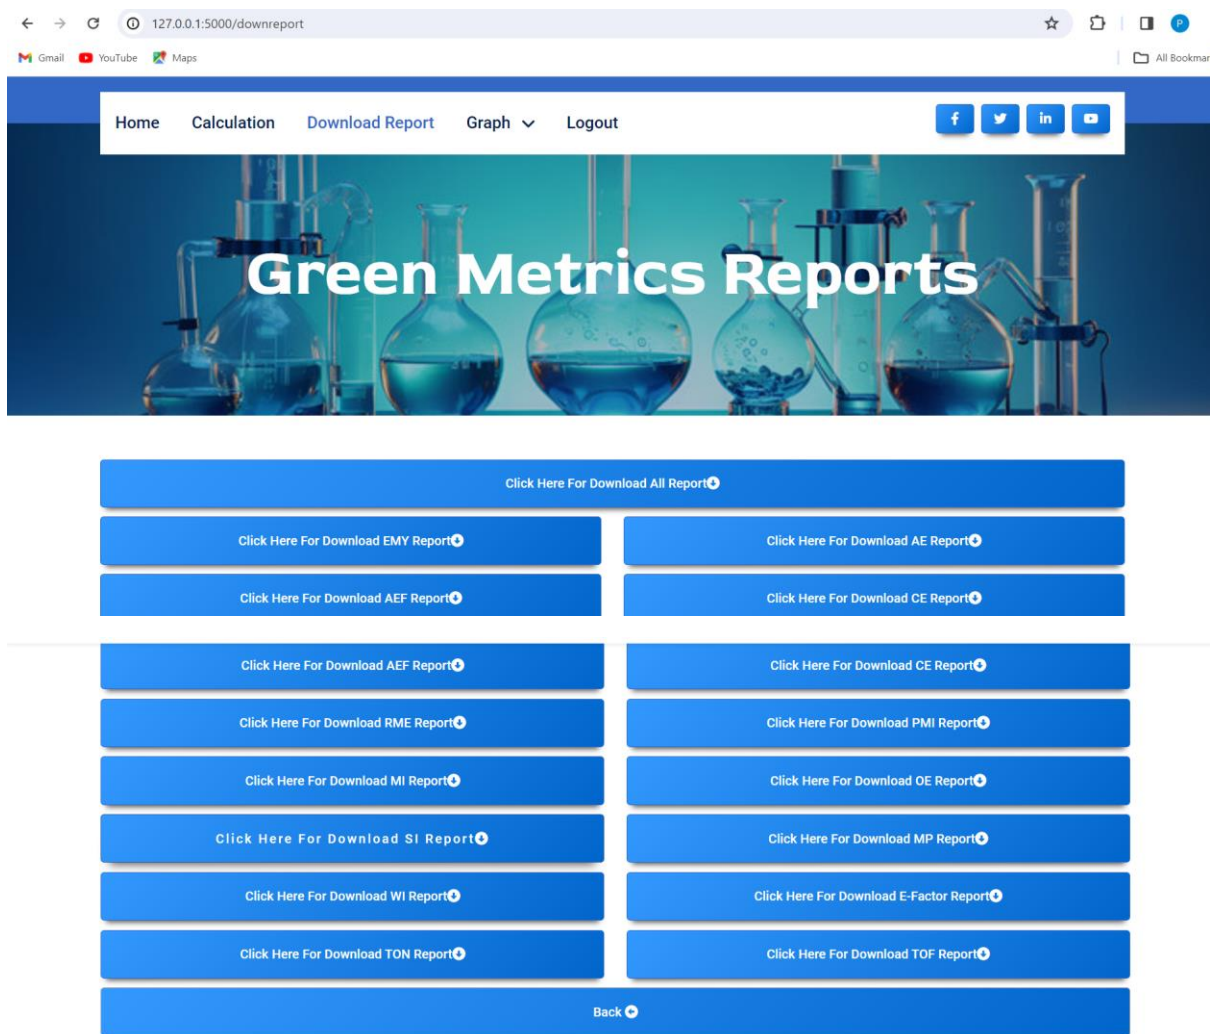 127.0.0.1:5000/downreport
P
Gmail YouTube Maps All Bookmar
Home Calculation Download Report Graph Logout
Green Metrics Reports
Click Here For Download All Report
Click Here For Download EMY Report Click Here For Download AE Report
Click Here For Download AEF Report Click Here For Download CE Report
Click Here For Download AEF Report Click Here For Download CE Report
Click Here For Download RME Report Click Here For Download PMI Report
Click Here For Download MI Report Click Here For Download OE Report
Click Here For Download SI Report Click Here For Download MP Report
Click Here For Download WI Report Click Here For Download E-Factor Report
Click Here For Download TON Report Click Here For Download TOF Report
Back